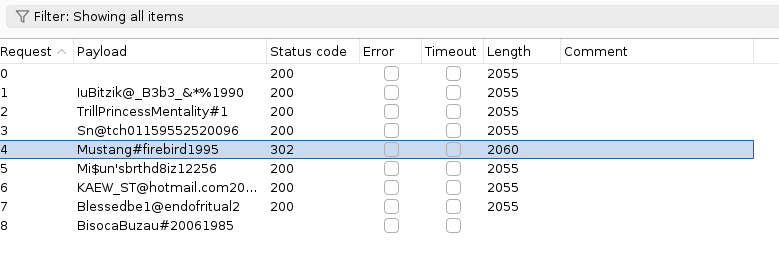 Filter: Showing all items
Request Payload Status code Error Timeout Length Comment
0 200 2055
1 IuBitzik@_B3b3_&*%1990 200 2055
2 TrillPrincessMentality#1 200 2055
3 Sn@tch01159552520096 200 2055
4 Mustang#firebird1995 302 2060
5 Mi$un'sbrthd8iz12256 200 2055
6 KAEW_ST@hotmail.com20... 200 2055
7 Blessedbe1@endofritual2 200 2055
8 BisocaBuzau#20061985